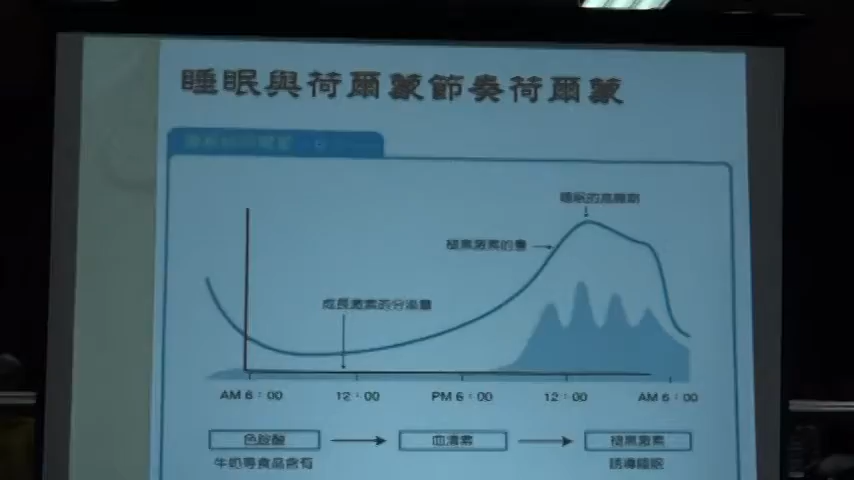 睡眠與荷爾蒙節奏荷爾蒙
睡眠的高峰期
褪黑激素的量
成長激素的分泌量
AM 6：00
12：00
PM 6：00
12：00
AM 6：00
色胺酸
血清素
褪黑激素
牛奶等食品含有
誘導睡眠